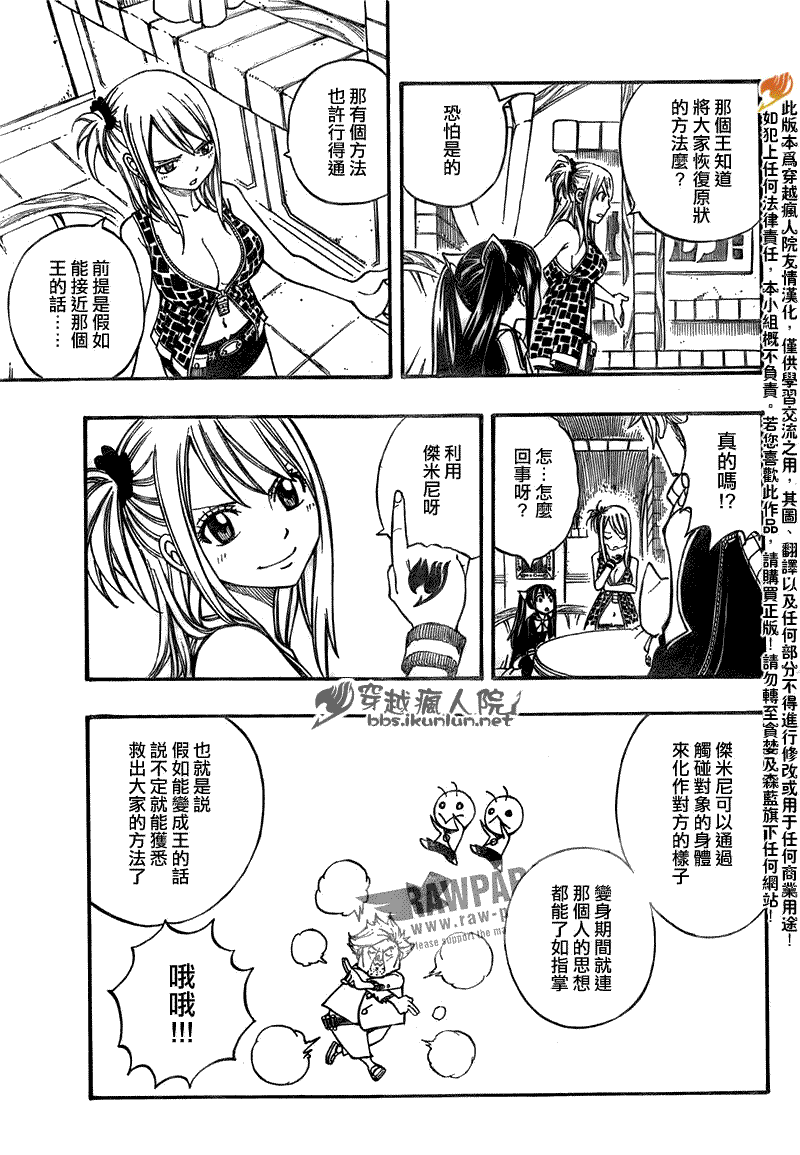 那個王知道
將大家恢復原狀
的方法麼？
恐怕是的
那有個方法
也許行得通
前提是假如
能接近那個
王的話……
真的嗎!?
怎…怎麼
回事呀？
利用
傑米尼呀
傑米尼可以通過
觸碰對象的身體
來化作對方的樣子
變身期間就連
那個人的思想
都能了如指掌
也就是說
假如能變成王的話
說不定就能獲悉
救出大家的方法了
哦哦!!!
穿越瘋人院
bbs.ikunlun.net
RAWPAR
www.raw-p
Please support the ma
此版本爲穿越瘋人院友情漢化，僅供學習交流之用，其圖、翻譯以及任何部分不得進行修改或用于任何商業用途！
如犯上任何法律責任，本小組概不負責。若您喜歡此作品，請購買正版！請勿轉至貪婪及森藍旗下任何網站！